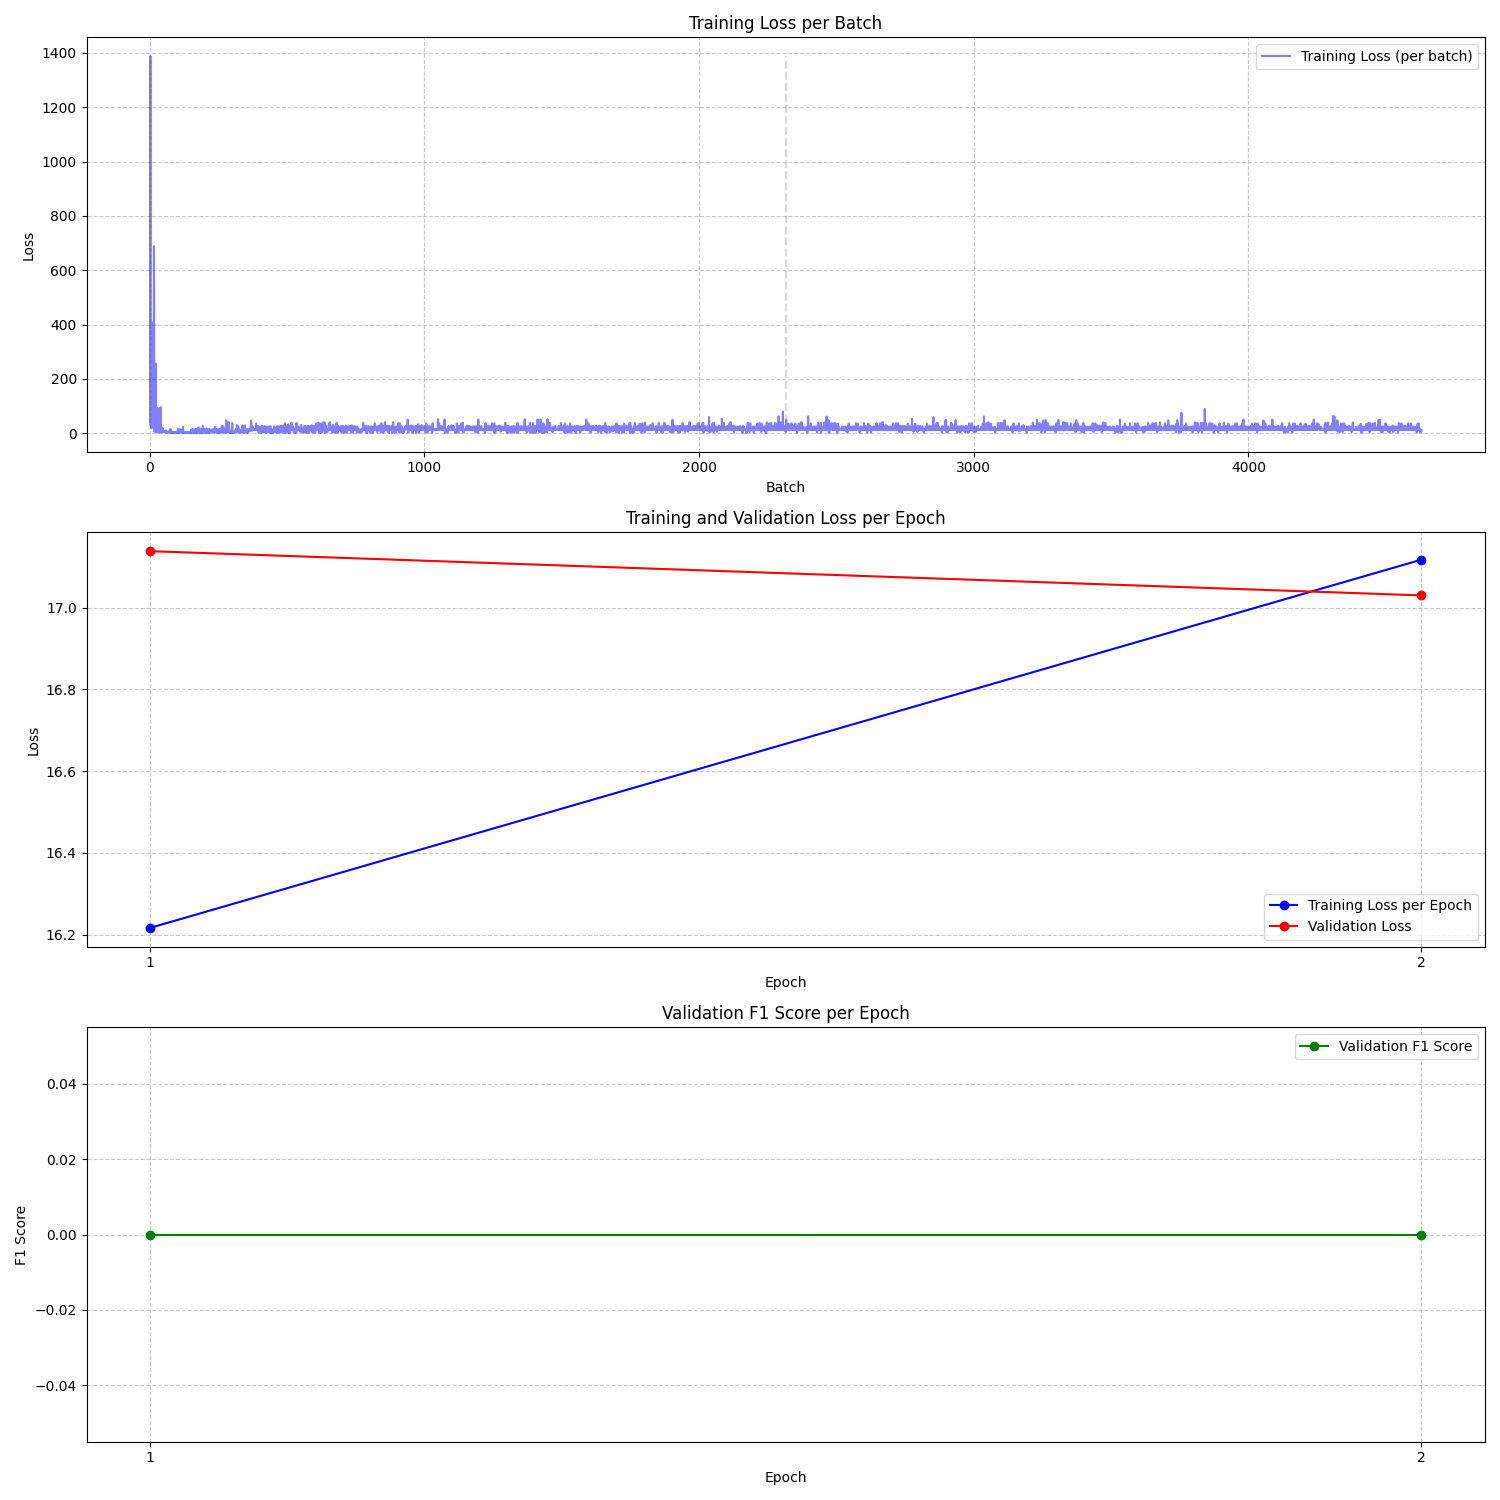 Training Loss per Batch
1400
1200
1000
800
600
400
200
0
Loss
Training Loss (per batch)
0
1000
2000
3000
4000
Batch
Training and Validation Loss per Epoch
17.0
16.8
16.6
16.4
16.2
Loss
Training Loss per Epoch
Validation Loss
1
2
Epoch
Validation F1 Score per Epoch
0.04
0.02
0.00
−0.02
−0.04
F1 Score
Validation F1 Score
1
2
Epoch